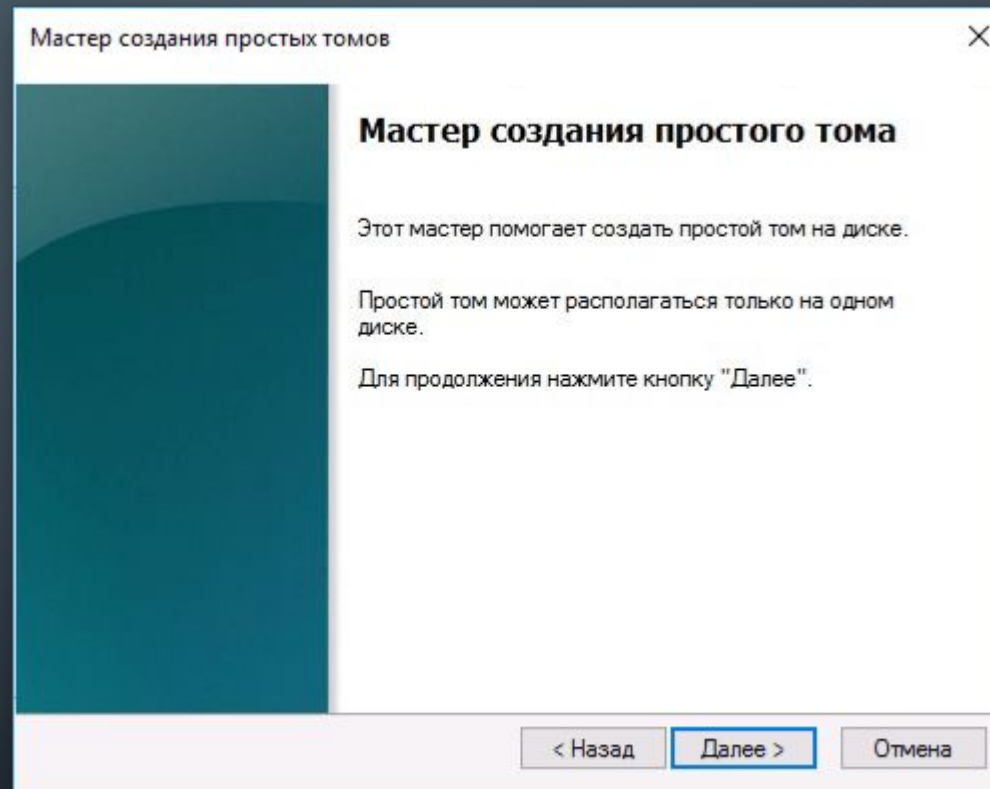 Мастер создания простых томов
Мастер создания простого тома
Этот мастер помогает создать простой том на диске.
Простой том может располагаться только на одном
диске.
Для продолжения нажмите кнопку "Далее".
< Назад
Далее >
Отмена